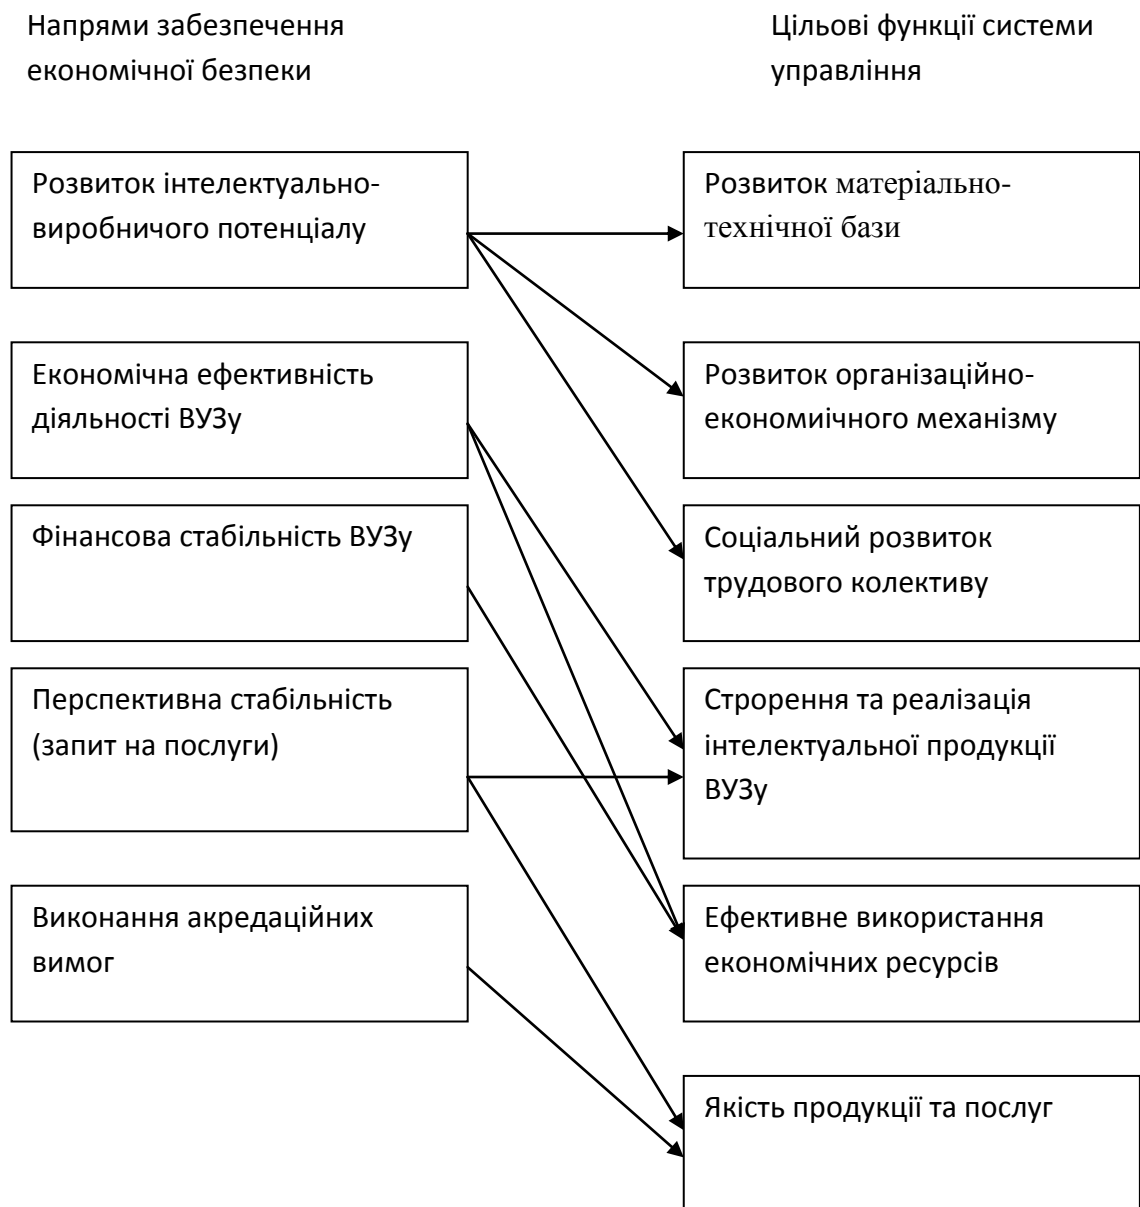 Напрями забезпечення
економічної безпеки
Цільові функції системи
управління
Розвиток інтелектуально-
виробничого потенціалу
Розвиток матеріально-
технічної бази
Економічна ефективність
діяльності ВУЗу
Розвиток організаційно-
економиічного механізму
Фінансова стабільність ВУЗу
Соціальний розвиток
трудового колективу
Перспективна стабільність
(запит на послуги)
Строрення та реалізація
інтелектуальної продукції
ВУЗу
Виконання акредаційних
вимог
Ефективне використання
економічних ресурсів
Якість продукції та послуг